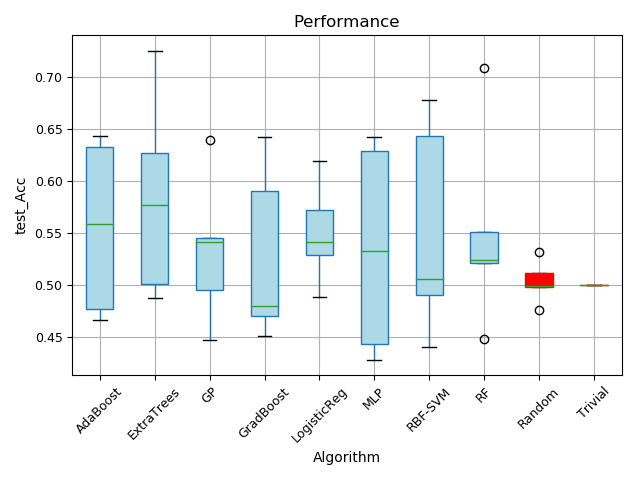 Performance
test_Acc
0.70
0.65
0.60
0.55
0.50
0.45
AdaBoost
ExtraTrees
GP
GradBoost
LogisticReg
MLP
RBF-SVM
RF
Random
Trivial
Algorithm